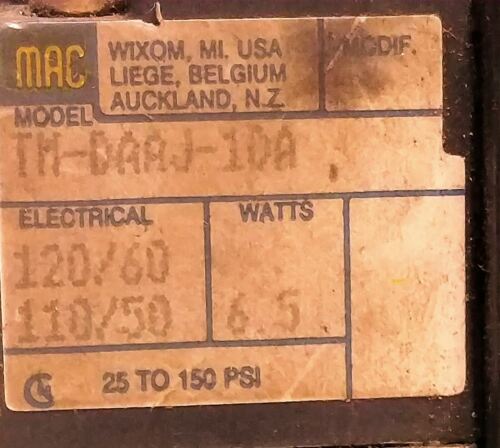 MAC
WIXOM, MI. USA
LIEGE, BELGIUM
AUCKLAND, N.Z.
MODIF.
MODEL
TM-DAAJ-1DA
ELECTRICAL
WATTS
120/60
110/50
6.5
25 TO 150 PSI